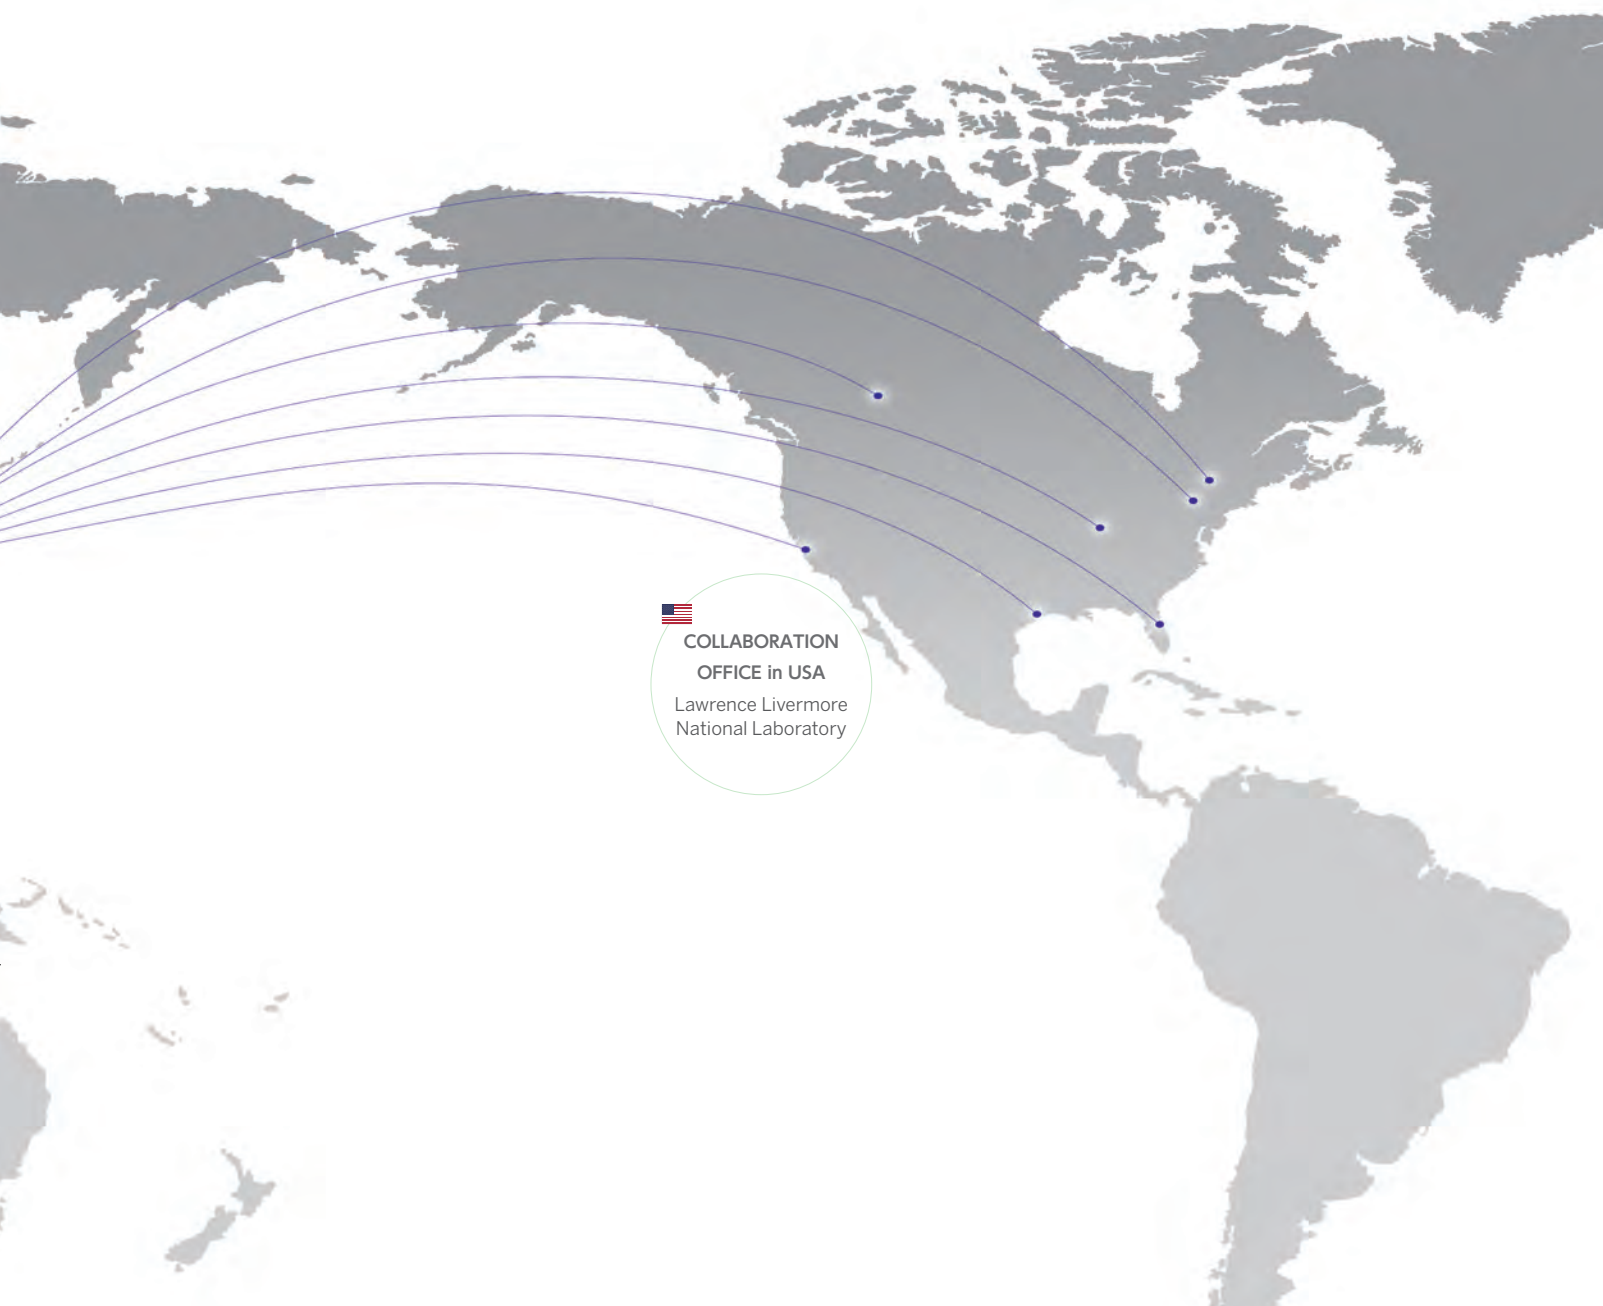 COLLABORATION
OFFICE in USA
Lawrence Livermore
National Laboratory